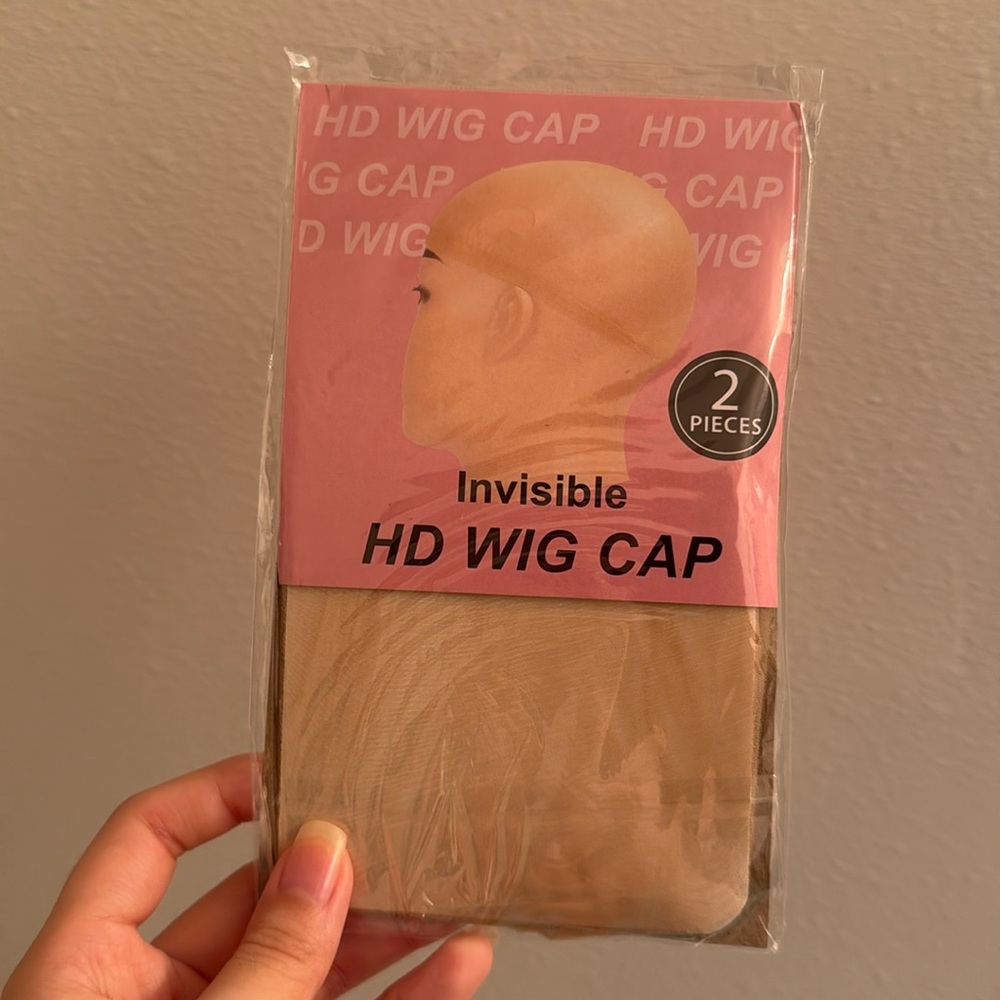 HD WIG CAP HD WIG
G CAP G CAP
D WIG WIG
2
PIECES
Invisible
HD WIG CAP